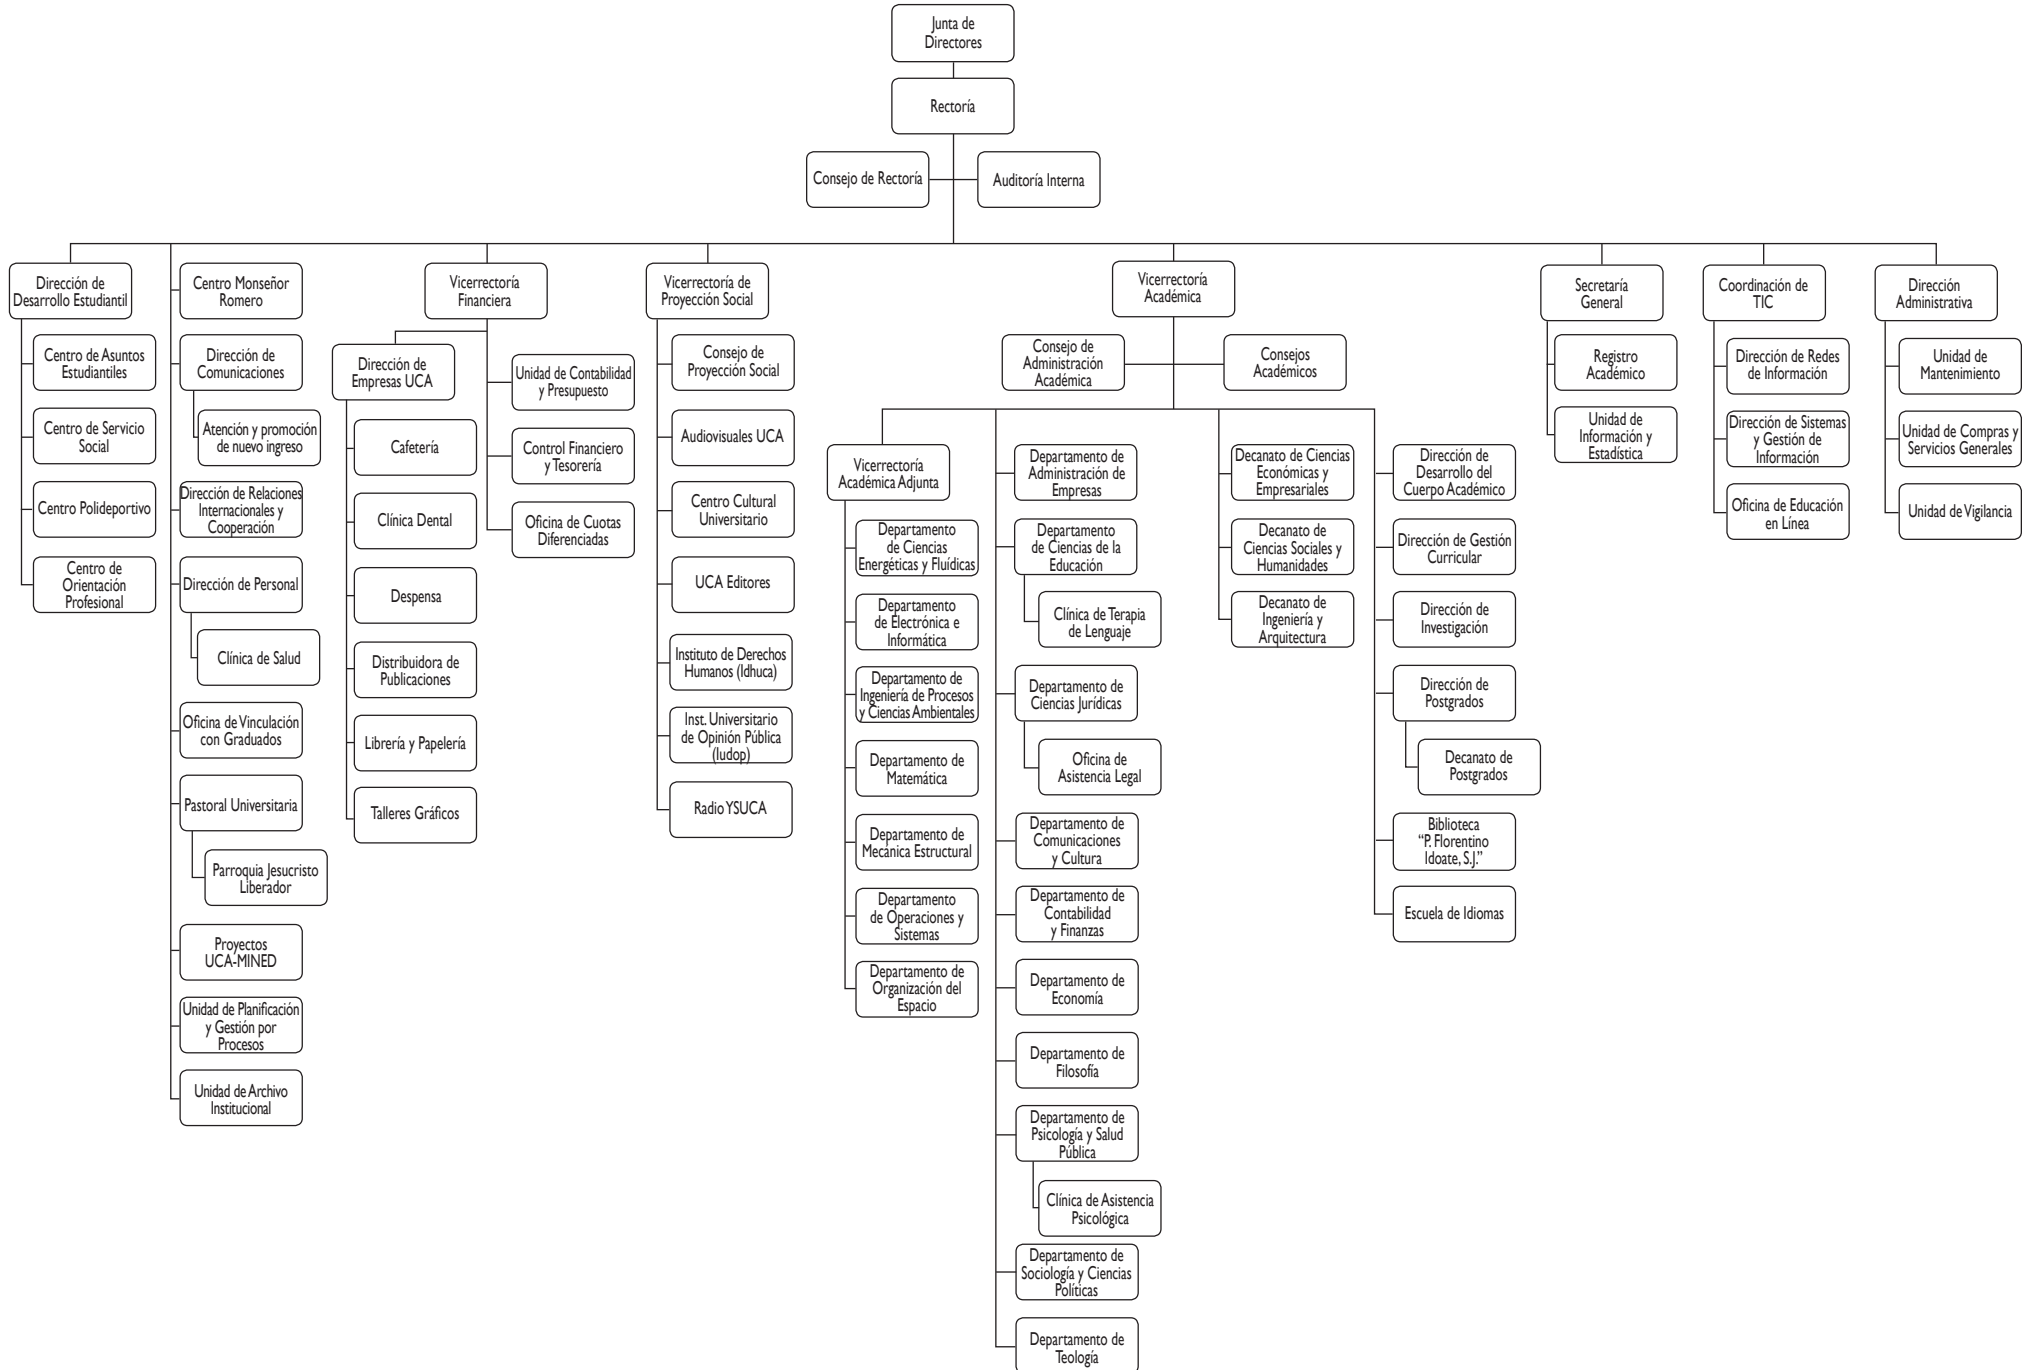 Junta de
Directores
Rectoría
Consejo de Rectoría
Auditoría Interna
Dirección de
Desarrollo Estudiantil
Centro de Asuntos
Estudiantiles
Centro de Servicio
Social
Centro Polideportivo
Centro de
Orientación
Profesional
Centro Monseñor
Romero
Dirección de
Comunicaciones
Atención y promoción
de nuevo ingreso
Dirección de Relaciones
Internacionales y
Cooperación
Dirección de Personal
Clínica de Salud
Oficina de Vinculación
con Graduados
Pastoral Universitaria
Parroquia Jesucristo
Liberador
Proyectos
UCA-MINED
Unidad de Planificación
y Gestión por
Procesos
Unidad de Archivo
Institucional
Vicerrectoría
Financiera
Dirección de
Empresas UCA
Cafetería
Clínica Dental
Despensa
Distribuidora de
Publicaciones
Librería y Papelería
Talleres Gráficos
Unidad de Contabilidad
y Presupuesto
Control Financiero
y Tesorería
Oficina de Cuotas
Diferenciadas
Vicerrectoría de
Proyección Social
Consejo de
Proyección Social
Audiovisuales UCA
Centro Cultural
Universitario
UCA Editores
Instituto de Derechos
Humanos (Idhuca)
Inst. Universitario
de Opinión Pública
(Iudop)
Radio YSUCA
Vicerrectoría
Académica
Consejo de
Administración
Académica
Consejos
Académicos
Vicerrectoría
Académica Adjunta
Departamento
de Ciencias
Energéticas y Fluídicas
Departamento
de Electrónica e
Informática
Departamento de
Ingeniería de Procesos
y Ciencias Ambientales
Departamento de
Matemática
Departamento de
Mecánica Estructural
Departamento
de Operaciones y
Sistemas
Departamento de
Organización del
Espacio
Departamento de
Administración de
Empresas
Departamento
de Ciencias de la
Educación
Clínica de Terapia
de Lenguaje
Departamento de
Ciencias Jurídicas
Oficina de
Asistencia Legal
Departamento de
Comunicaciones
y Cultura
Departamento de
Contabilidad
y Finanzas
Departamento de
Economía
Departamento de
Filosofía
Departamento de
Psicología y Salud
Pública
Clínica de Asistencia
Psicológica
Departamento de
Sociología y Ciencias
Políticas
Departamento de
Teología
Decanato de Ciencias
Económicas y
Empresariales
Decanato de
Ciencias Sociales y
Humanidades
Decanato de
Ingeniería y
Arquitectura
Dirección de
Desarrollo del
Cuerpo Académico
Dirección de Gestión
Curricular
Dirección de
Investigación
Dirección de
Postgrados
Decanato de
Postgrados
Biblioteca
“P. Florentino
Idoate, S.J.”
Escuela de Idiomas
Secretaría
General
Registro
Académico
Unidad de
Información y
Estadística
Coordinación de
TIC
Dirección de Redes
de Información
Dirección de Sistemas
y Gestión de
Información
Oficina de Educación
en Línea
Dirección
Administrativa
Unidad de
Mantenimiento
Unidad de Compras y
Servicios Generales
Unidad de Vigilancia